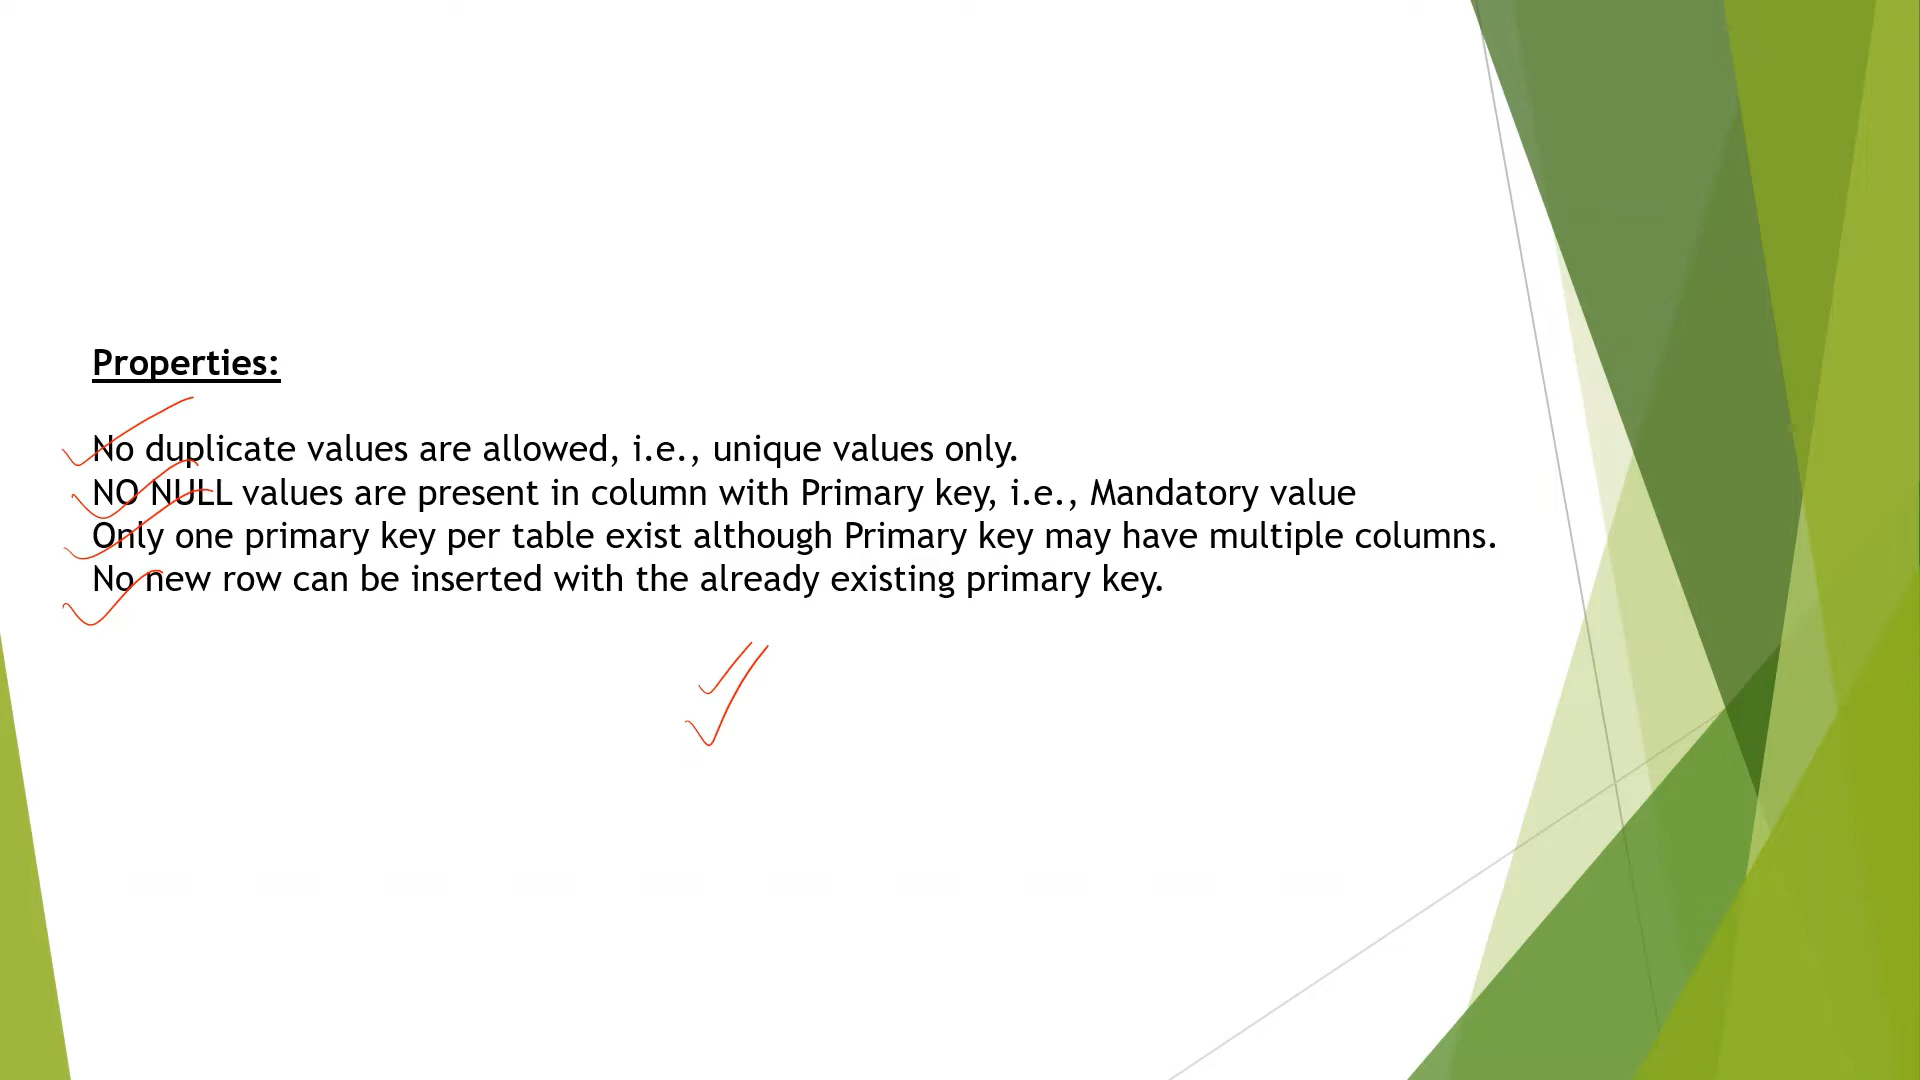 Properties:
No duplicate values are allowed, i.e., unique values only.
NO NULL values are present in column with Primary key, i.e., Mandatory value
Only one primary key per table exist although Primary key may have multiple columns.
No new row can be inserted with the already existing primary key.